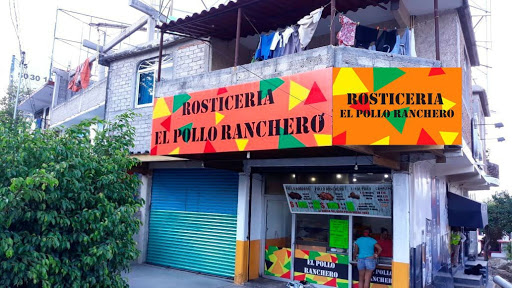 ROSTICERIA
EL POLLO RANCHERO
ROSTICERIA
EL POLLO RANCHERO
EL POLLO
RANCHERO